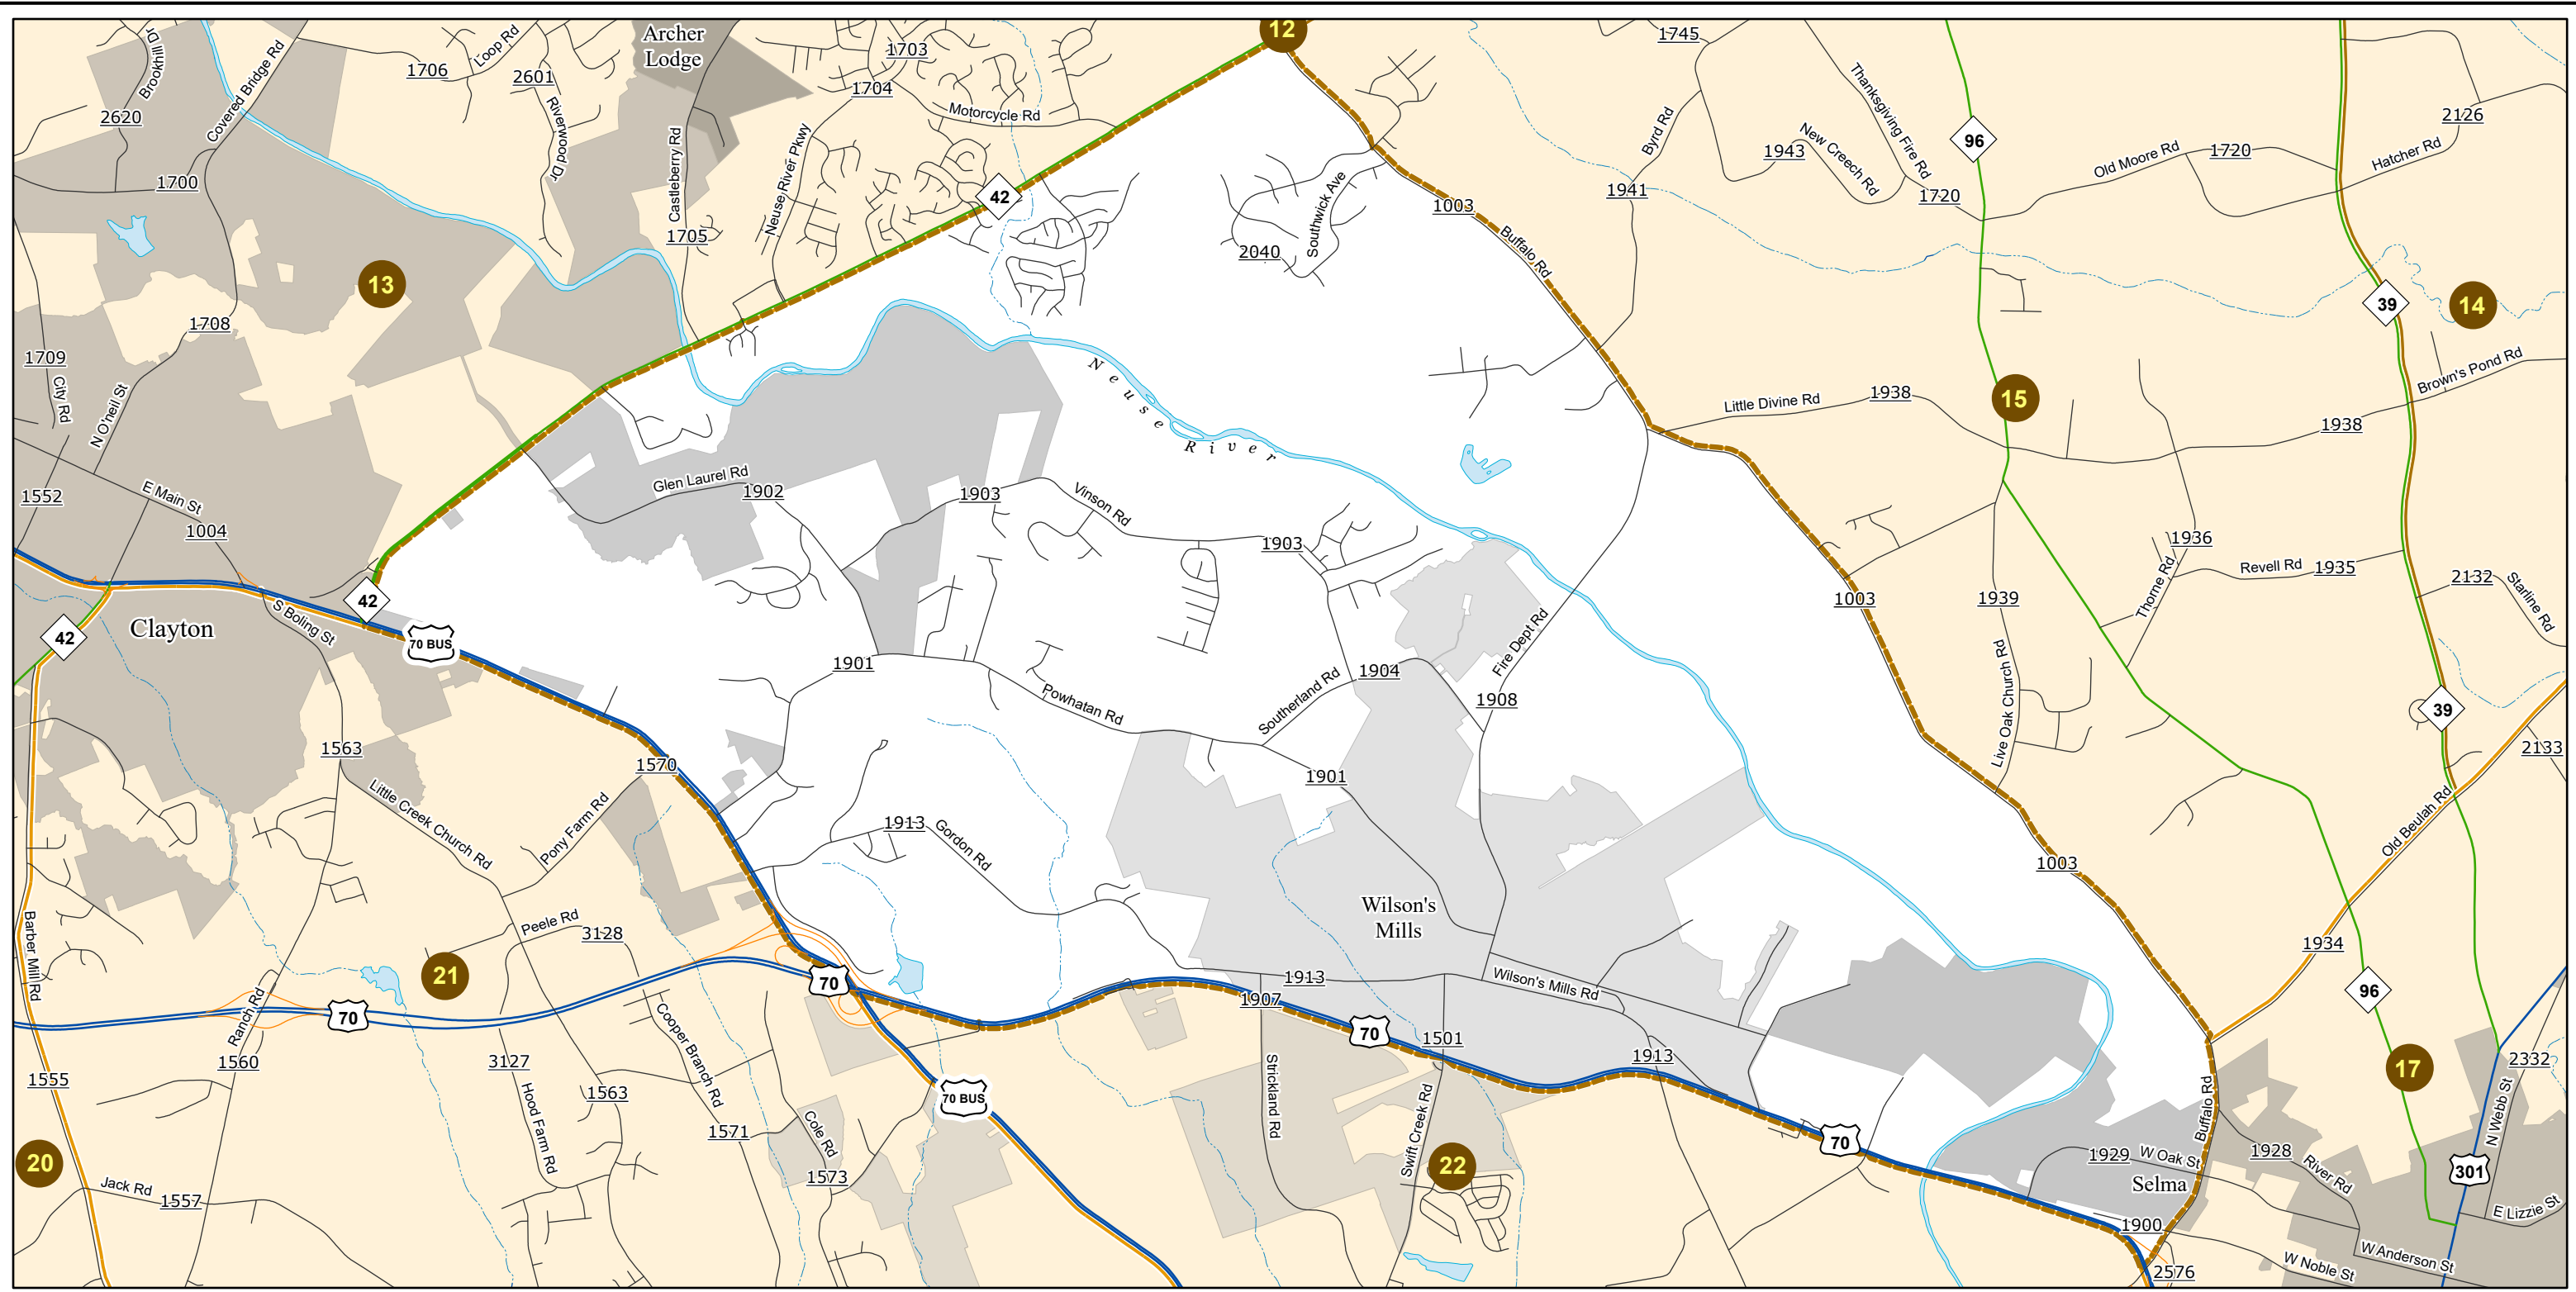 12
Archer
Lodge
1703
1745
Brookhill Dr
Covered Bridge Rd
1706
Loop Rd
2601
1704
Motorcycle Rd
2620
Riverwood Dr
Castleberry Rd
Neuse River Pkwy
Byrd Rd
Thanksgiving Fire Rd
96
2126
1943
New Creech Rd
Old Moore Rd
1720
Hatcher Rd
1700
42
1941
1720
1003
Southwick Ave
1705
2040
Buffalo Rd
13
39
14
1708
1709
City Rd
N O'neil St
Neuse River
Little Divine Rd
1938
15
Brown's Pond Rd
1938
1552
E Main St
1004
Glen Laurel Rd
1902
1903
Vinson Rd
1903
1936
Revell Rd
1935
2132
Starline Rd
Thorne Rd
42
1003
1939
42
Clayton
S Boling St
70 BUS
Fire Dept Rd
1901
Powhatan Rd
Southerland Rd
1904
1908
Live Oak Church Rd
39
2133
1563
1570
1901
Little Creek Church Rd
Pony Farm Rd
1913
Gordon Rd
Old Beulah Rd
1003
Wilson's
Mills
Barber Mill Rd
Peele Rd
3128
1934
21
70
1913
Wilson's Mills Rd
96
1907
70
Ranch Rd
70
Cooper Branch Rd
1501
1913
1560
3127
1555
1563
Hood Farm Rd
70 BUS
Strickland Rd
Swift Creek Rd
17
2332
N Webb St
Buffalo Rd
1571
Cole Rd
70
20
22
1929
W Oak St
1928
River Rd
301
Selma
1573
Jack Rd
1557
E Lizzie St
1900
W Anderson St
W Noble St
2576